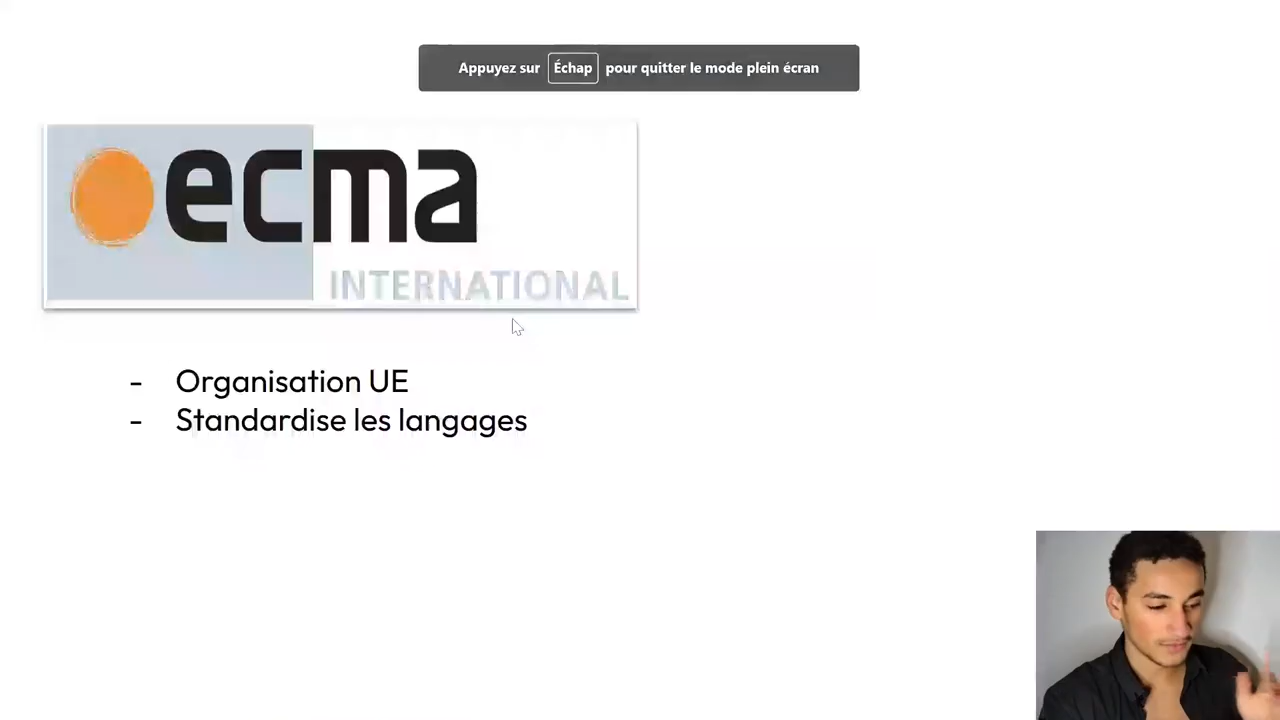 Appuyez sur Échap pour quitter le mode plein écran
ecma
INTERNATIONAL
- Organisation UE
- Standardise les langages